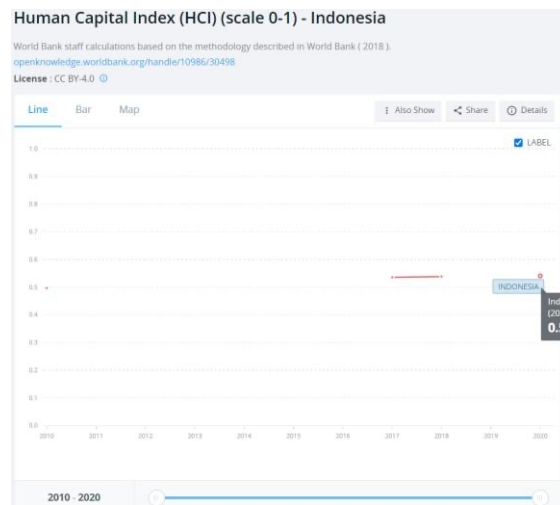 Human Capital Index (HCI) (scale 0-1) - Indonesia
World Bank staff calculations based on the methodology described in World Bank ( 2018 ).
openknowledge.worldbank.org/handle/10986/30498
License : CC BY-4.0
Line Bar Map Also Show Share Details
LABEL
1.0
0.9
0.8
0.7
0.6
0.5
INDONESIA
Ind
(20
0.
0.4
0.3
0.2
0.1
0.0
2010 2011 2012 2013 2014 2015 2016 2017 2018 2019 2020
2010 - 2020